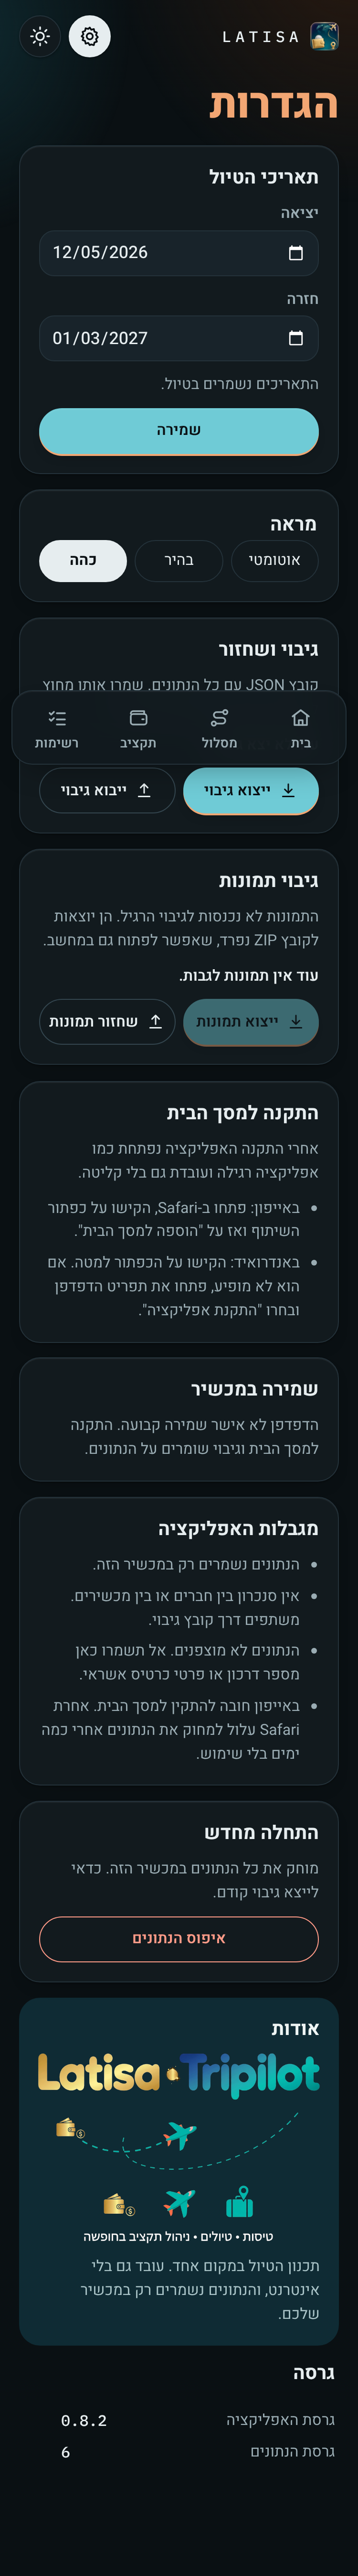 LATISA
הגדרות
תאריכי הטיול
יציאה
12/05/2026
חזרה
01/03/2027
התאריכים נשמרים בטיול.
שמירה
מראה
אוטומטי
בהיר
כהה
גיבוי ושחזור
קובץ JSON עם כל הנתונים. שמרו אותו מחוץ
בית
מסלול
תקציב
רשימות
ייצוא גיבוי
ייבוא גיבוי
גיבוי תמונות
התמונות לא נכנסות לגיבוי הרגיל. הן יוצאות
לקובץ ZIP נפרד, שאפשר לפתוח גם במחשב.
עוד אין תמונות לגבות.
ייצוא תמונות
שחזור תמונות
התקנה למסך הבית
אחרי התקנה האפליקציה נפתחת כמו
אפליקציה רגילה ועובדת גם בלי קליטה.
באייפון: פתחו ב-Safari, הקישו על כפתור
השיתוף ואז על "הוספה למסך הבית".
באנדרואיד: הקישו על הכפתור למטה. אם
הוא לא מופיע, פתחו את תפריט הדפדפן
ובחרו "התקנת אפליקציה".
שמירה במכשיר
הדפדפן לא אישר שמירה קבועה. התקנה
למסך הבית וגיבוי שומרים על הנתונים.
מגבלות האפליקציה
הנתונים נשמרים רק במכשיר הזה.
אין סנכרון בין חברים או בין מכשירים.
משתפים דרך קובץ גיבוי.
הנתונים לא מוצפנים. אל תשמרו כאן
מספר דרכון או פרטי כרטיס אשראי.
באייפון חובה להתקין למסך הבית. אחרת
Safari עלול למחוק את הנתונים אחרי כמה
ימים בלי שימוש.
התחלה מחדש
מוחק את כל הנתונים במכשיר הזה. כדאי
לייצא גיבוי קודם.
איפוס הנתונים
אודות
Latisa Tripilot
טיסות • טיולים • ניהול תקציב בחופשה
תכנון הטיול במקום אחד. עובד גם בלי
אינטרנט, והנתונים נשמרים רק במכשיר
שלכם.
גרסה
גרסת האפליקציה 0.8.2
גרסת הנתונים 6